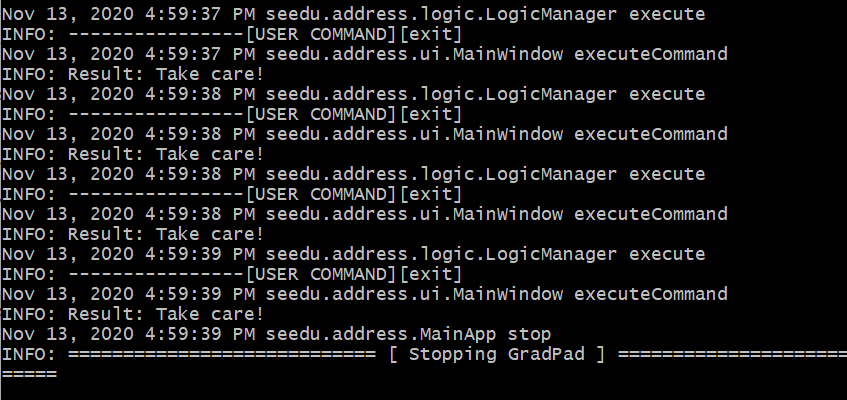 Nov 13, 2020 4:59:37 PM seedu.address.logic.LogicManager execute
INFO: ----------------[USER COMMAND][exit]
Nov 13, 2020 4:59:37 PM seedu.address.ui.MainWindow executeCommand
INFO: Result: Take care!
Nov 13, 2020 4:59:38 PM seedu.address.logic.LogicManager execute
INFO: ----------------[USER COMMAND][exit]
Nov 13, 2020 4:59:38 PM seedu.address.ui.MainWindow executeCommand
INFO: Result: Take care!
Nov 13, 2020 4:59:38 PM seedu.address.logic.LogicManager execute
INFO: ----------------[USER COMMAND][exit]
Nov 13, 2020 4:59:38 PM seedu.address.ui.MainWindow executeCommand
INFO: Result: Take care!
Nov 13, 2020 4:59:39 PM seedu.address.logic.LogicManager execute
INFO: ----------------[USER COMMAND][exit]
Nov 13, 2020 4:59:39 PM seedu.address.ui.MainWindow executeCommand
INFO: Result: Take care!
Nov 13, 2020 4:59:39 PM seedu.address.MainApp stop
INFO: ============================ [ Stopping GradPad ] =====================
=====